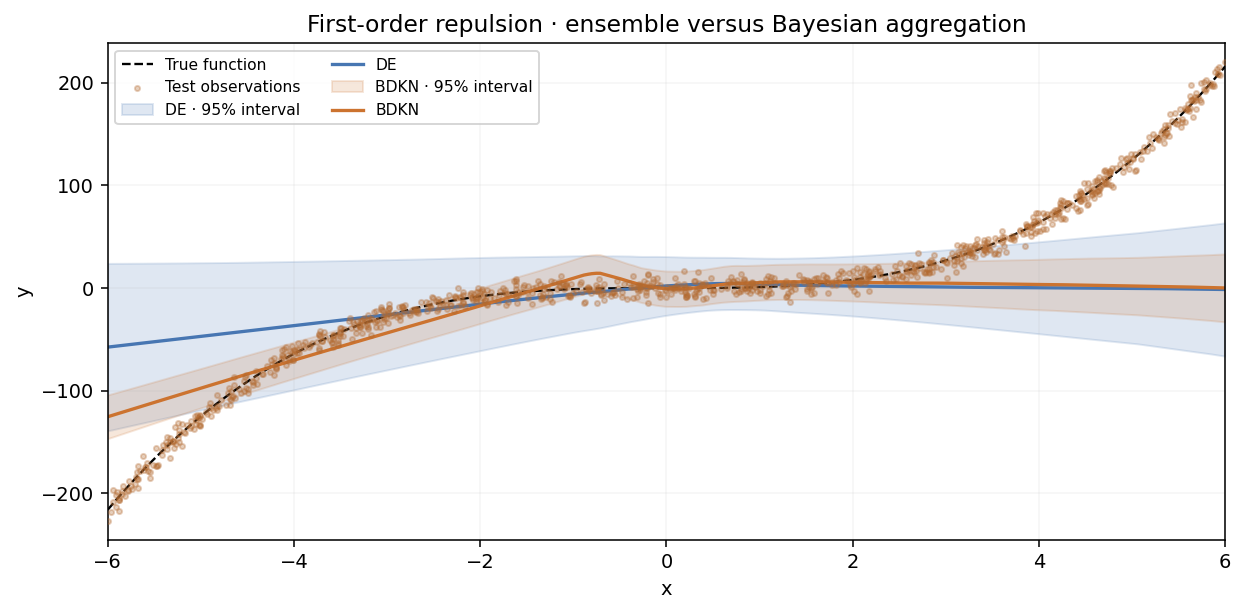 First-order repulsion · ensemble versus Bayesian aggregation
True function
Test observations
DE · 95% interval
DE
BDKN · 95% interval
BDKN
y
200
100
0
−100
−200
−6
−4
−2
0
2
4
6
x